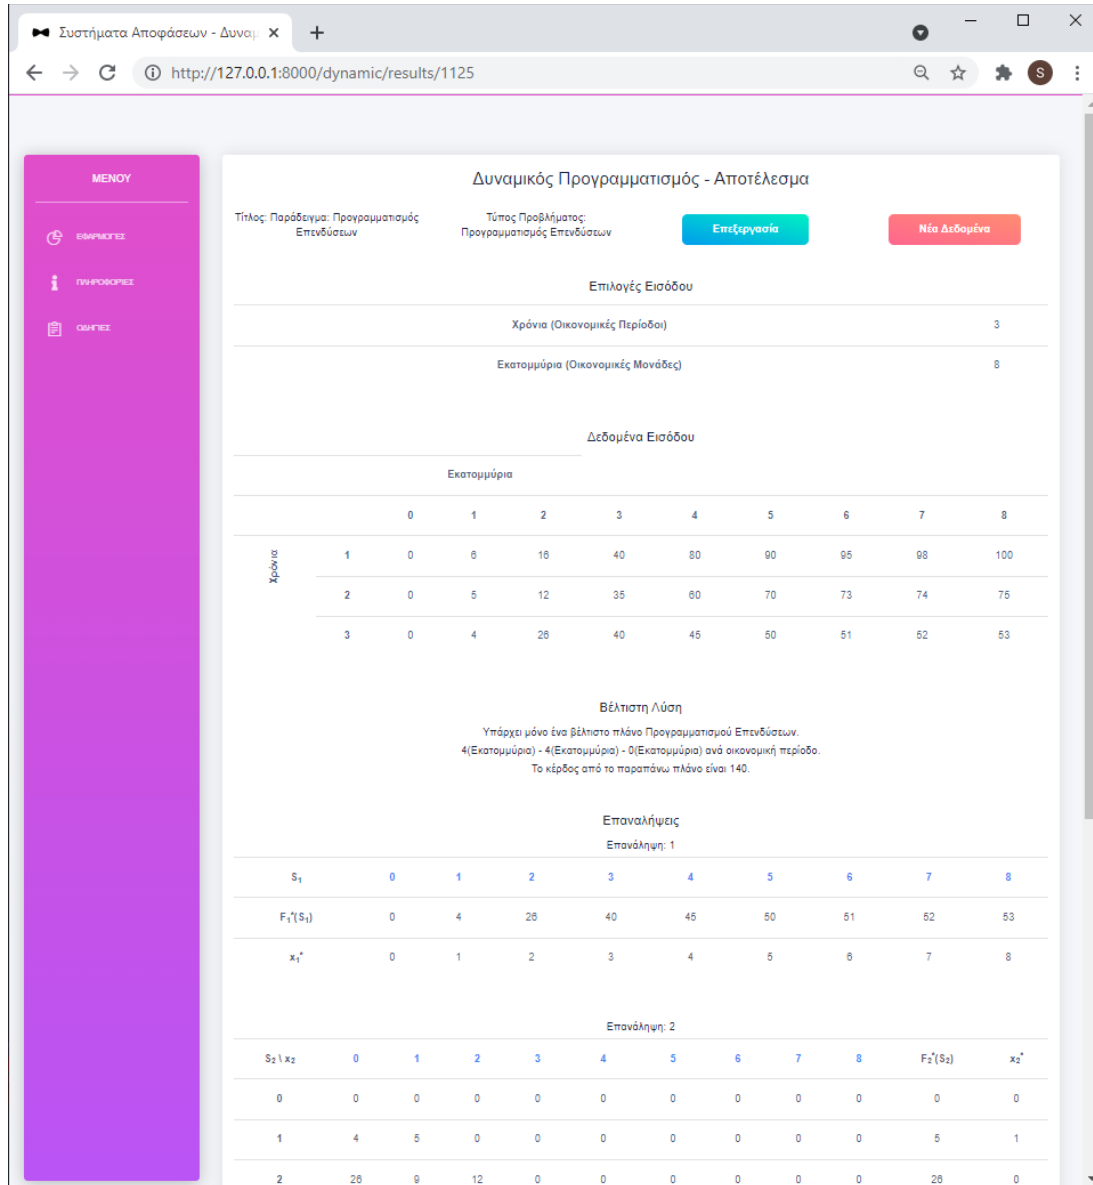 Συστήματα Αποφάσεων - Δυναμ
http://127.0.0.1:8000/dynamic/results/1125
S
ΜΕΝΟΥ
ΕΦΑΡΜΟΓΕΣ
ΠΛΗΡΟΦΟΡΙΕΣ
ΟΔΗΓΙΕΣ
Δυναμικός Προγραμματισμός - Αποτέλεσμα
Τίτλος: Παράδειγμα: Προγραμματισμός
Επενδύσεων
Τύπος Προβλήματος:
Προγραμματισμός Επενδύσεων
Επεξεργασία
Νέα Δεδομένα
Επιλογές Εισόδου
Χρόνια (Οικονομικές Περίοδοι) 3
Εκατομμύρια (Οικονομικές Μονάδες) 8
Δεδομένα Εισόδου
Εκατομμύρια
0 1 2 3 4 5 6 7 8
Χρόνια
1 0 6 16 40 80 90 95 98 100
2 0 5 12 35 60 70 73 74 75
3 0 4 26 40 45 50 51 52 53
Βέλτιστη Λύση
Υπάρχει μόνο ένα βέλτιστο πλάνο Προγραμματισμού Επενδύσεων.
4(Εκατομμύρια) - 4(Εκατομμύρια) - 0(Εκατομμύρια) ανά οικονομική περίοδο.
Το κέρδος από το παραπάνω πλάνο είναι 140.
Επαναλήψεις
Επανάληψη: 1
S₁ 0 1 2 3 4 5 6 7 8
F₁*(S₁) 0 4 26 40 45 50 51 52 53
x₁* 0 1 2 3 4 5 6 7 8
Επανάληψη: 2
S₂ \ x₂ 0 1 2 3 4 5 6 7 8 F₂*(S₂) x₂*
0 0 0 0 0 0 0 0 0 0 0 0
1 4 5 0 0 0 0 0 0 0 5 1
2 26 9 12 0 0 0 0 0 0 26 0